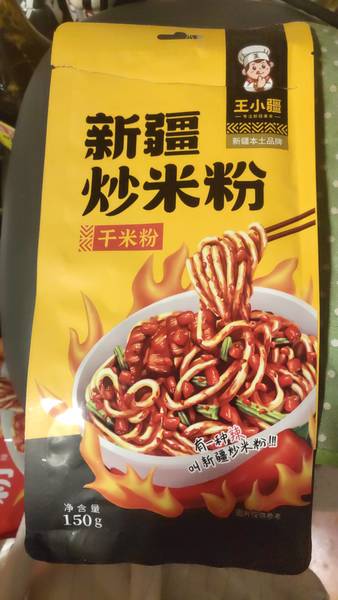 王小疆
新疆本土品牌
新疆
炒米粉
干米粉
有一种辣
叫新疆炒米粉!!!
净含量
150g
图片仅供参考